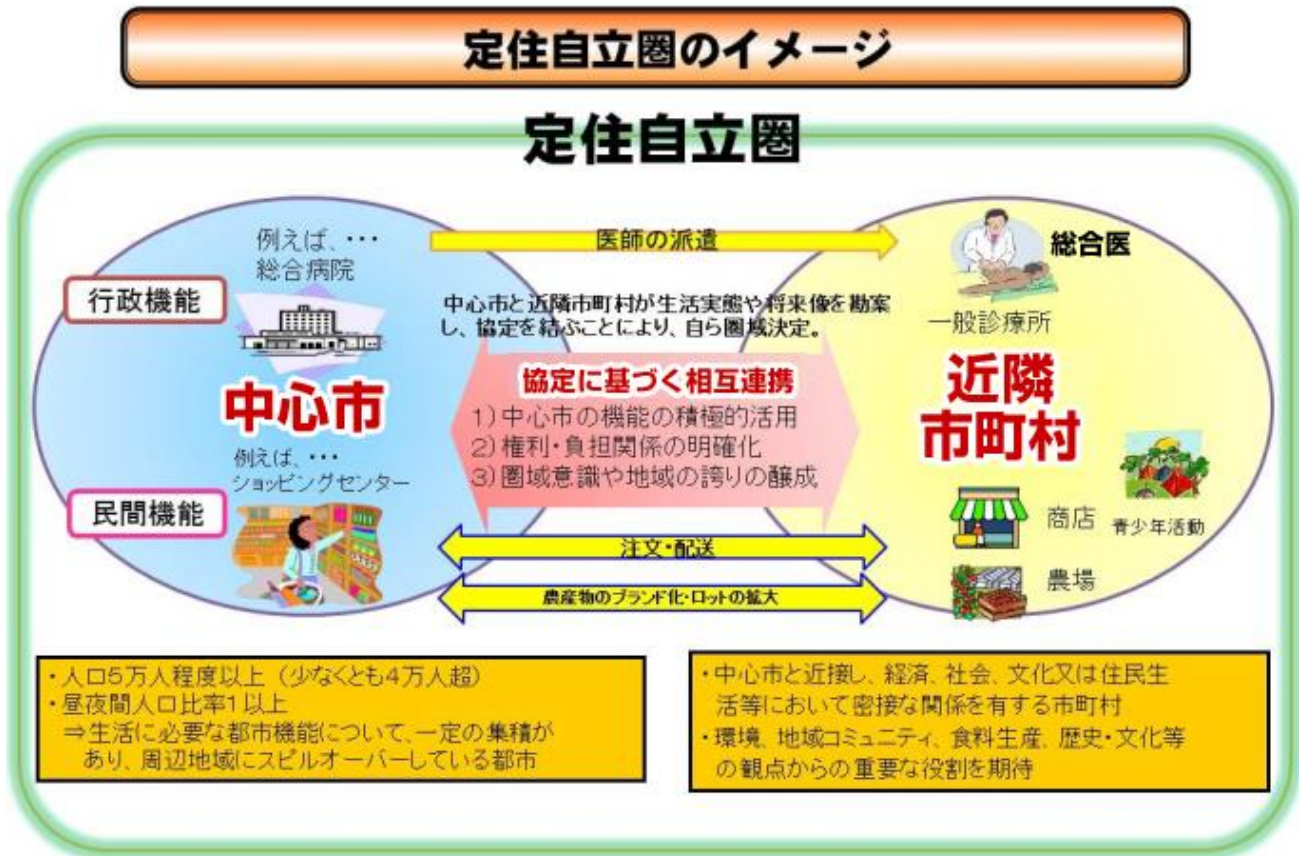 定住自立圏のイメージ
定住自立圏
例えば、・・・
総合病院
行政機能
中心市
例えば、・・・
ショッピングセンター
民間機能
医師の派遣
中心市と近隣市町村が生活実態や将来像を勘案
し、協定を結ぶことにより、自ら圏域決定。
協定に基づく相互連携
1)中心市の機能の積極的活用
2)権利・負担関係の明確化
3)圏域意識や地域の誇りの醸成
注文・配送
農産物のブランド化・ロットの拡大
総合医
一般診療所
近隣
市町村
商店
青少年活動
農場
・人口5万人程度以上（少なくとも4万人超）
・昼夜間人口比率1以上
⇒生活に必要な都市機能について、一定の集積が
あり、周辺地域にスピルオーバーしている都市
・中心市と近接し、経済、社会、文化又は住民生
活等において密接な関係を有する市町村
・環境、地域コミュニティ、食料生産、歴史・文化等
の観点からの重要な役割を期待